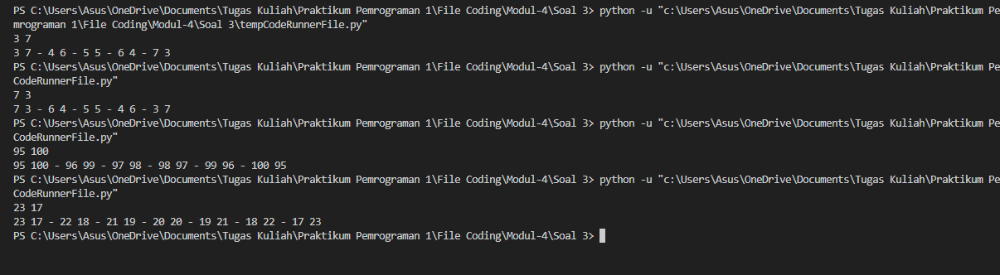 PS C:\Users\Asus\OneDrive\Documents\Tugas Kuliah\Praktikum Pemrograman 1\File Coding\Modul-4\Soal 3> python -u "c:\Users\Asus\OneDrive\Documents\Tugas Kuliah\Praktikum Pe
mrograman 1\File Coding\Modul-4\Soal 3\tempCodeRunnerFile.py"
3 7
3 7 - 4 6 - 5 5 - 6 4 - 7 3
PS C:\Users\Asus\OneDrive\Documents\Tugas Kuliah\Praktikum Pemrograman 1\File Coding\Modul-4\Soal 3> python -u "c:\Users\Asus\OneDrive\Documents\Tugas Kuliah\Praktikum Pe
CodeRunnerFile.py"
7 3
7 3 - 6 4 - 5 5 - 4 6 - 3 7
PS C:\Users\Asus\OneDrive\Documents\Tugas Kuliah\Praktikum Pemrograman 1\File Coding\Modul-4\Soal 3> python -u "c:\Users\Asus\OneDrive\Documents\Tugas Kuliah\Praktikum Pe
CodeRunnerFile.py"
95 100
95 100 - 96 99 - 97 98 - 98 97 - 99 96 - 100 95
PS C:\Users\Asus\OneDrive\Documents\Tugas Kuliah\Praktikum Pemrograman 1\File Coding\Modul-4\Soal 3> python -u "c:\Users\Asus\OneDrive\Documents\Tugas Kuliah\Praktikum Pe
CodeRunnerFile.py"
23 17
23 17 - 22 18 - 21 19 - 20 20 - 19 21 - 18 22 - 17 23
PS C:\Users\Asus\OneDrive\Documents\Tugas Kuliah\Praktikum Pemrograman 1\File Coding\Modul-4\Soal 3>